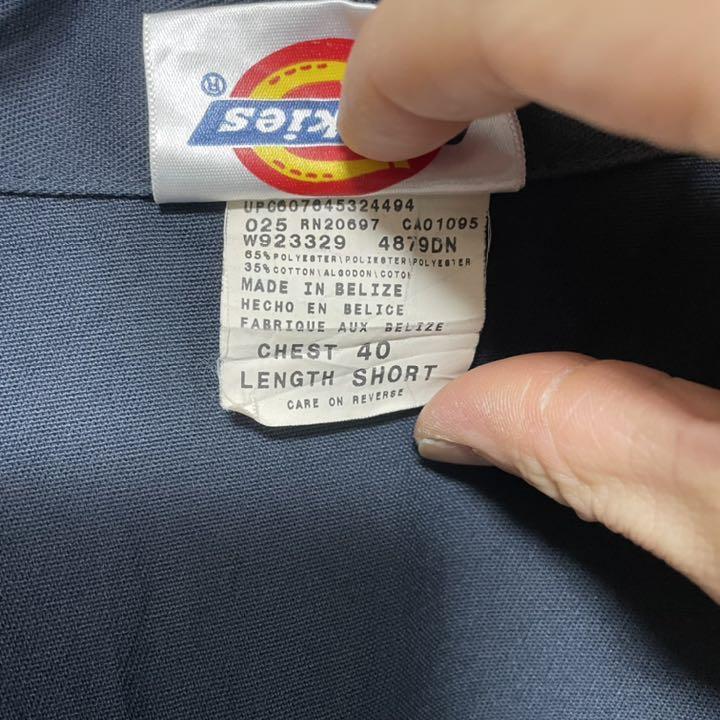 ®
UPC607645324494
025 RN20697 CA01095
W923329 4879DN
65% POLYESTER\POLIESTER\POLYESTER
35% COTTON\ALGODON\COTON
MADE IN BELIZE
HECHO EN BELICE
FABRIQUE AUX BELIZE
CHEST 40
LENGTH SHORT
CARE ON REVERSE